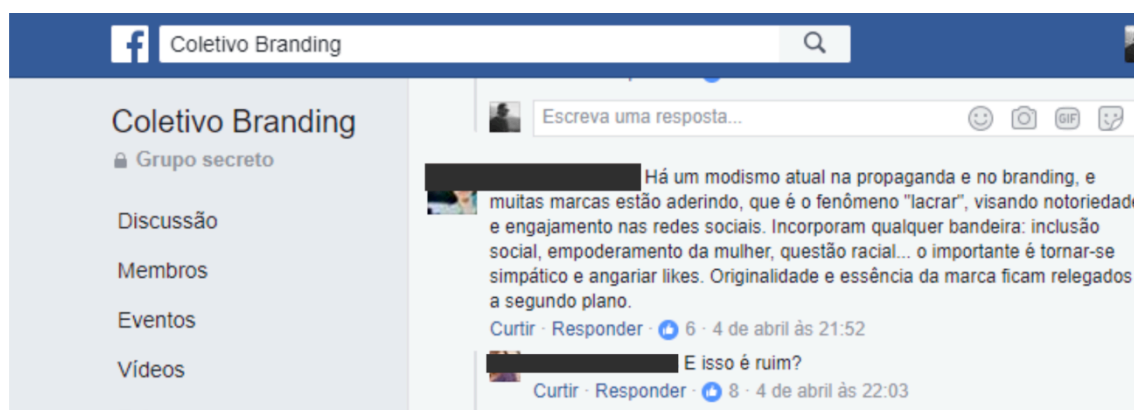 Coletivo Branding
Coletivo Branding
Grupo secreto
Discussão
Membros
Eventos
Vídeos
Escreva uma resposta...
GIF
Há um modismo atual na propaganda e no branding, e
muitas marcas estão aderindo, que é o fenômeno "lacrar", visando notoriedade
e engajamento nas redes sociais. Incorporam qualquer bandeira: inclusão
social, empoderamento da mulher, questão racial... o importante é tornar-se
simpático e angariar likes. Originalidade e essência da marca ficam relegados
a segundo plano.
Curtir · Responder · 6 · 4 de abril às 21:52
E isso é ruim?
Curtir · Responder · 8 · 4 de abril às 22:03